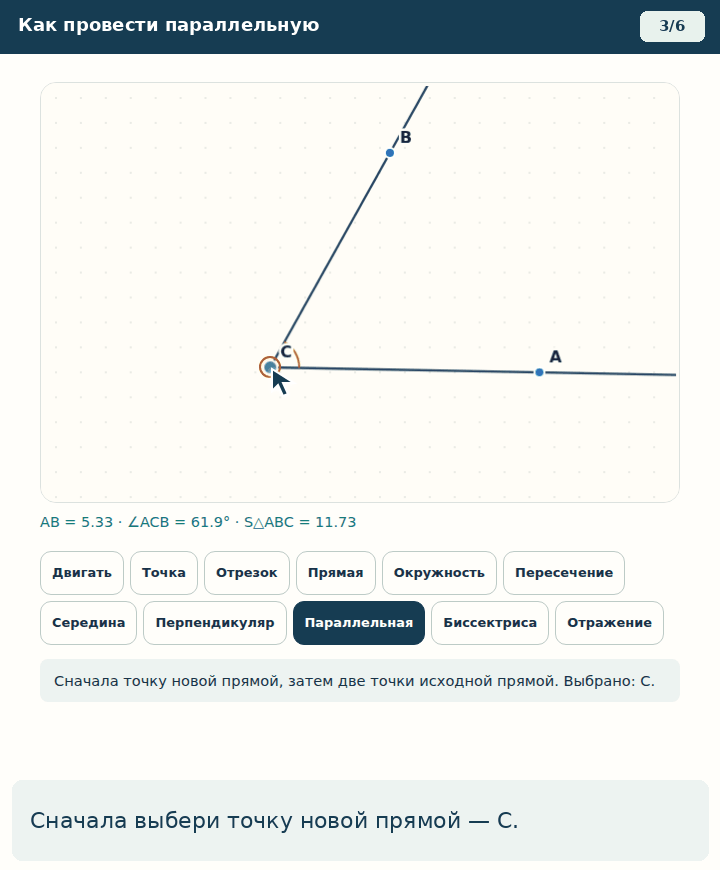 Как провести параллельную
3/6
B
C
A
AB = 5.33 · ∠ACB = 61.9° · S△ABC = 11.73
Двигать Точка Отрезок Прямая Окружность Пересечение
Середина Перпендикуляр Параллельная Биссектриса Отражение
Сначала точку новой прямой, затем две точки исходной прямой. Выбрано: C.
Сначала выбери точку новой прямой — C.